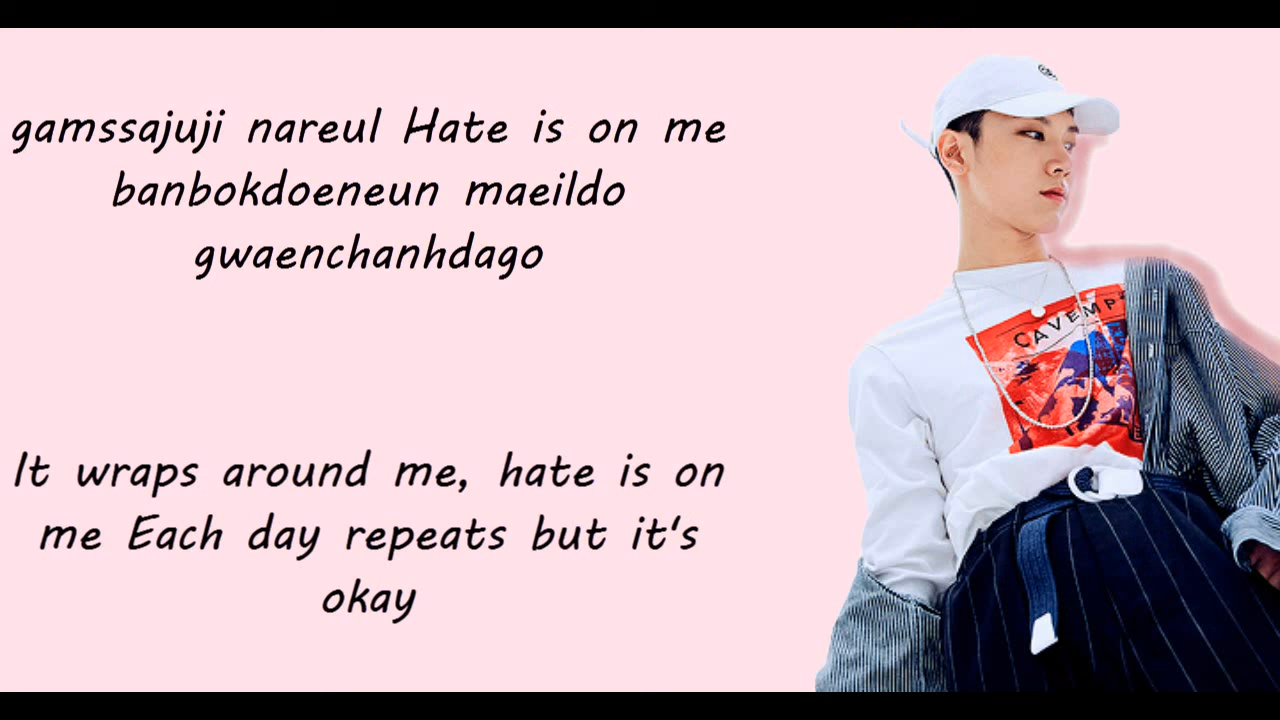 gamssajuji nareul Hate is on me
banbokdoeneun maeildo
gwaenchanhdago
It wraps around me, hate is on
me Each day repeats but it's
okay
CAVEMP